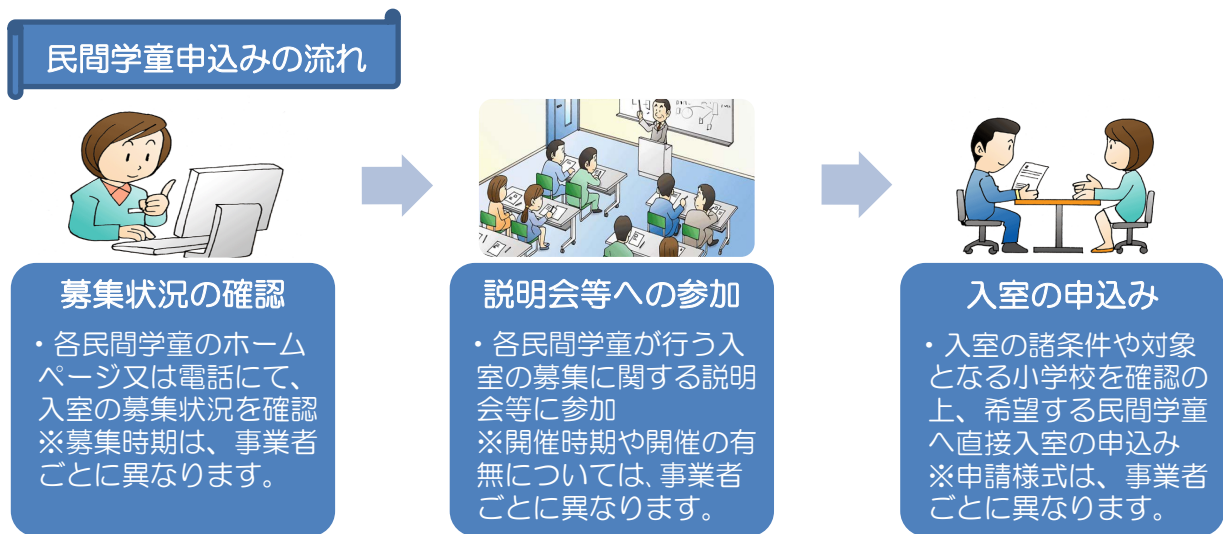 民間学童申込みの流れ
募集状況の確認
・各民間学童のホーム
ページ又は電話にて、
入室の募集状況を確認
※募集時期は、事業者
ごとに異なります。
説明会等への参加
・各民間学童が行う入
室の募集に関する説明
会等に参加
※開催時期や開催の有
無については、事業者
ごとに異なります。
入室の申込み
・入室の諸条件や対象
となる小学校を確認の
上、希望する民間学童
へ直接入室の申込み
※申請様式は、事業者
ごとに異なります。